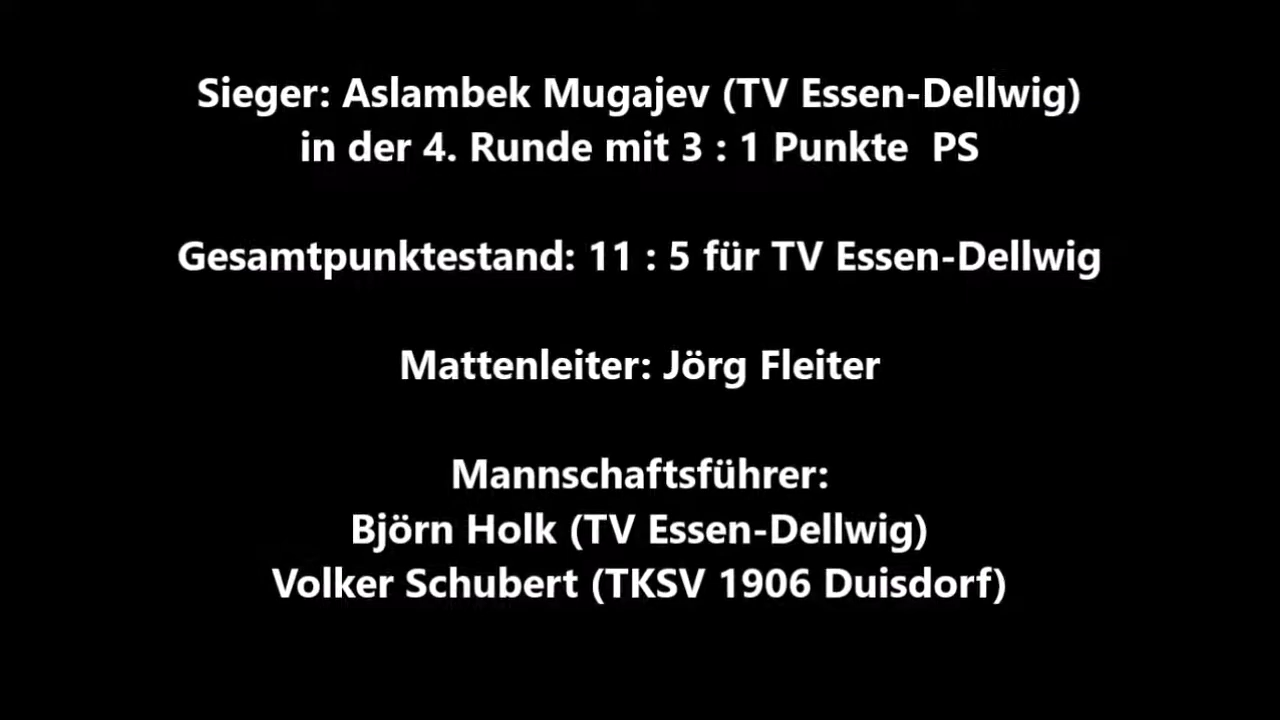 Sieger: Aslambek Mugajev (TV Essen-Dellwig)
in der 4. Runde mit 3 : 1 Punkte  PS
Gesamtpunktestand: 11 : 5 für TV Essen-Dellwig
Mattenleiter: Jörg Fleiter
Mannschaftsführer:
Björn Holk (TV Essen-Dellwig)
Volker Schubert (TKSV 1906 Duisdorf)